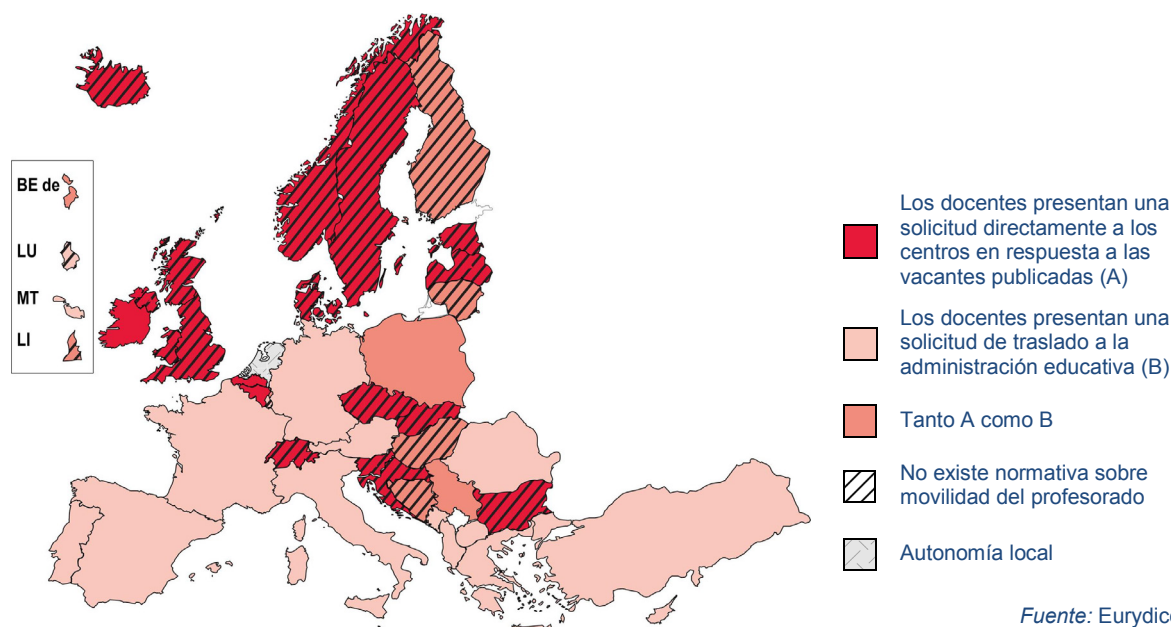 BE de
LU
MT
LI
Los docentes presentan una
solicitud directamente a los
centros en respuesta a las
vacantes publicadas (A)
Los docentes presentan una
solicitud de traslado a la
administración educativa (B)
Tanto A como B
No existe normativa sobre
movilidad del profesorado
Autonomía local
Fuente: Eurydice